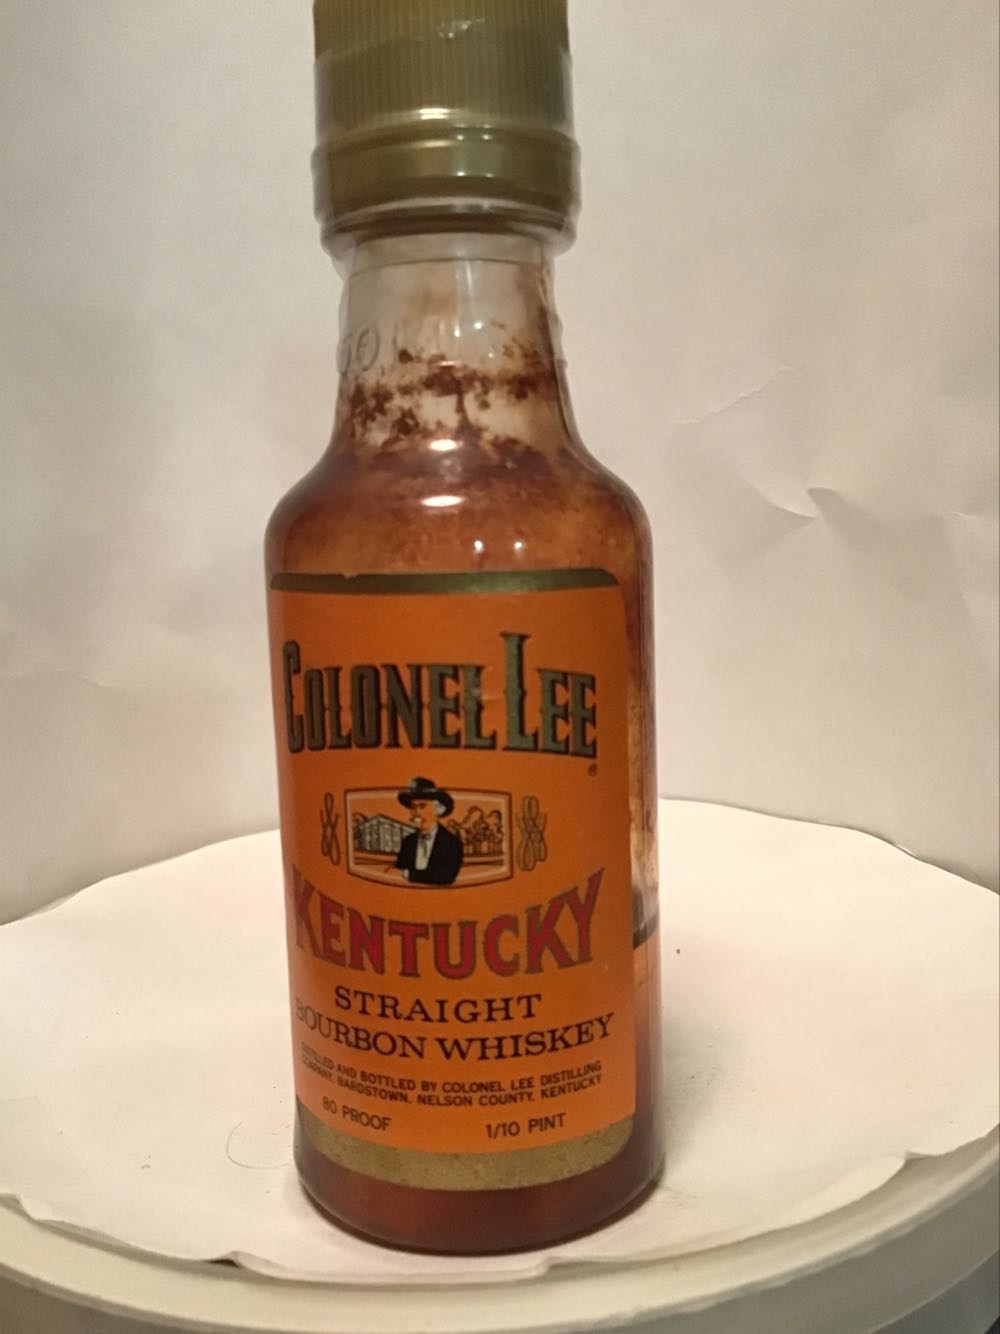 COLONEL LEE
®
KENTUCKY
STRAIGHT
BOURBON WHISKEY
DISTILLED AND BOTTLED BY COLONEL LEE DISTILLING
COMPANY, BARDSTOWN, NELSON COUNTY, KENTUCKY
80 PROOF 1/10 PINT